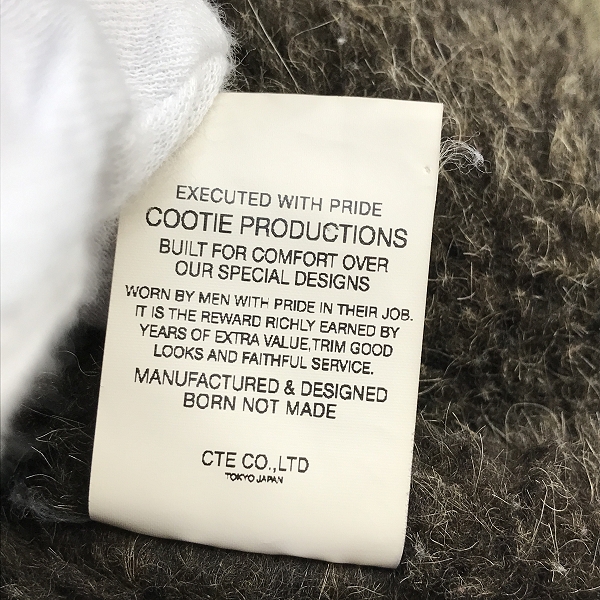 EXECUTED WITH PRIDE
COOTIE PRODUCTIONS
BUILT FOR COMFORT OVER
OUR SPECIAL DESIGNS
WORN BY MEN WITH PRIDE IN THEIR JOB.
IT IS THE REWARD RICHLY EARNED BY
YEARS OF EXTRA VALUE,TRIM GOOD
LOOKS AND FAITHFUL SERVICE.
MANUFACTURED & DESIGNED
BORN NOT MADE
CTE CO.,LTD
TOKYO JAPAN